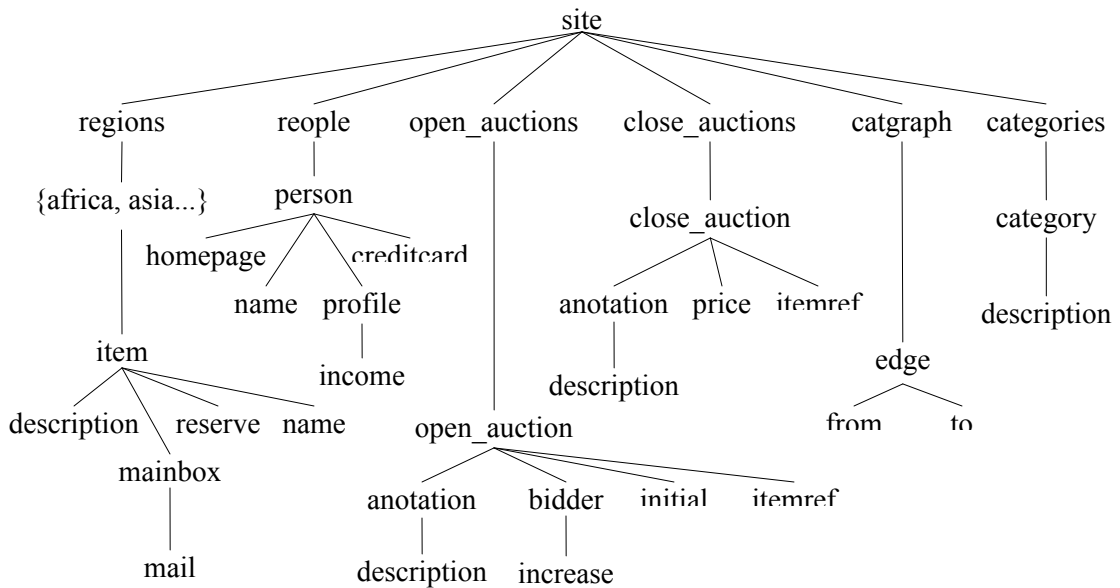 site
regions reople open_auctions close_auctions catgraph categories
{africa, asia...} person close_auction category
homepage creditcard
name profile anotation price itemref description
item income description edge
description reserve name open_auction from to
mainbox anotation bidder initial itemref
mail description increase